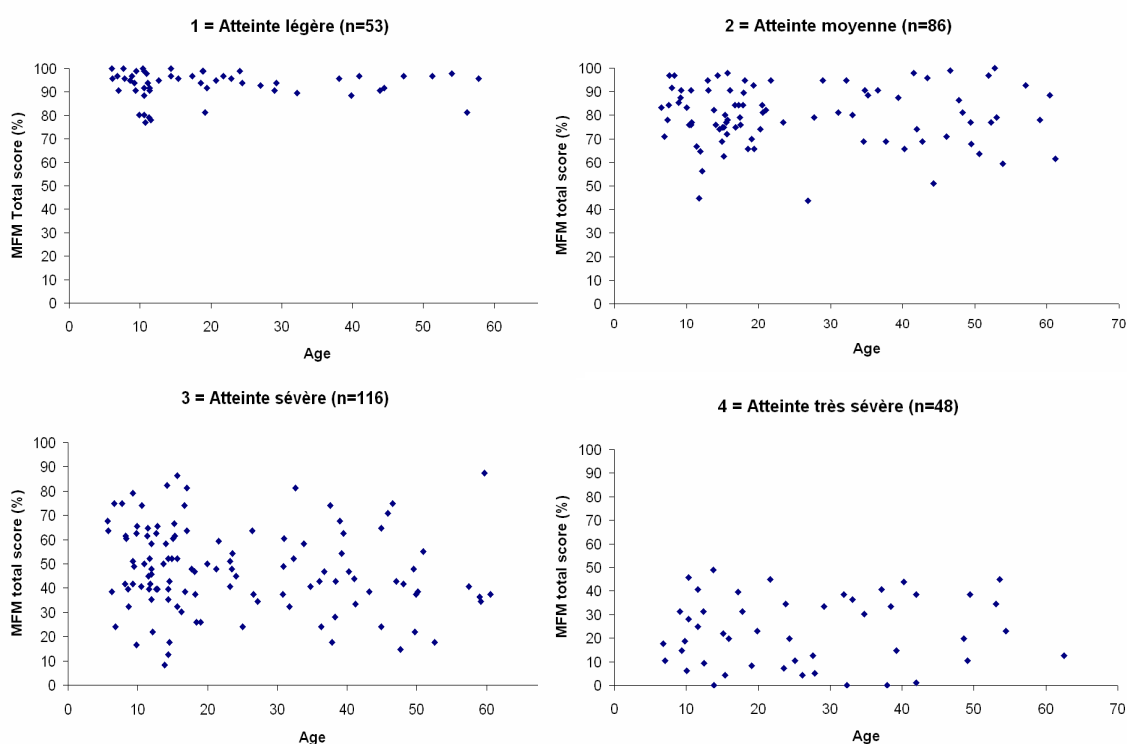 1 = Atteinte légère (n=53)
MFM Total score (%)
100
90
80
70
60
50
40
30
20
10
0
0 10 20 30 40 50 60
Age
2 = Atteinte moyenne (n=86)
MFM total score (%)
100
90
80
70
60
50
40
30
20
10
0
0 10 20 30 40 50 60 70
Age
3 = Atteinte sévère (n=116)
MFM total score (%)
100
90
80
70
60
50
40
30
20
10
0
0 10 20 30 40 50 60
Age
4 = Atteinte très sévère (n=48)
MFM total score (%)
100
90
80
70
60
50
40
30
20
10
0
0 10 20 30 40 50 60 70
Age